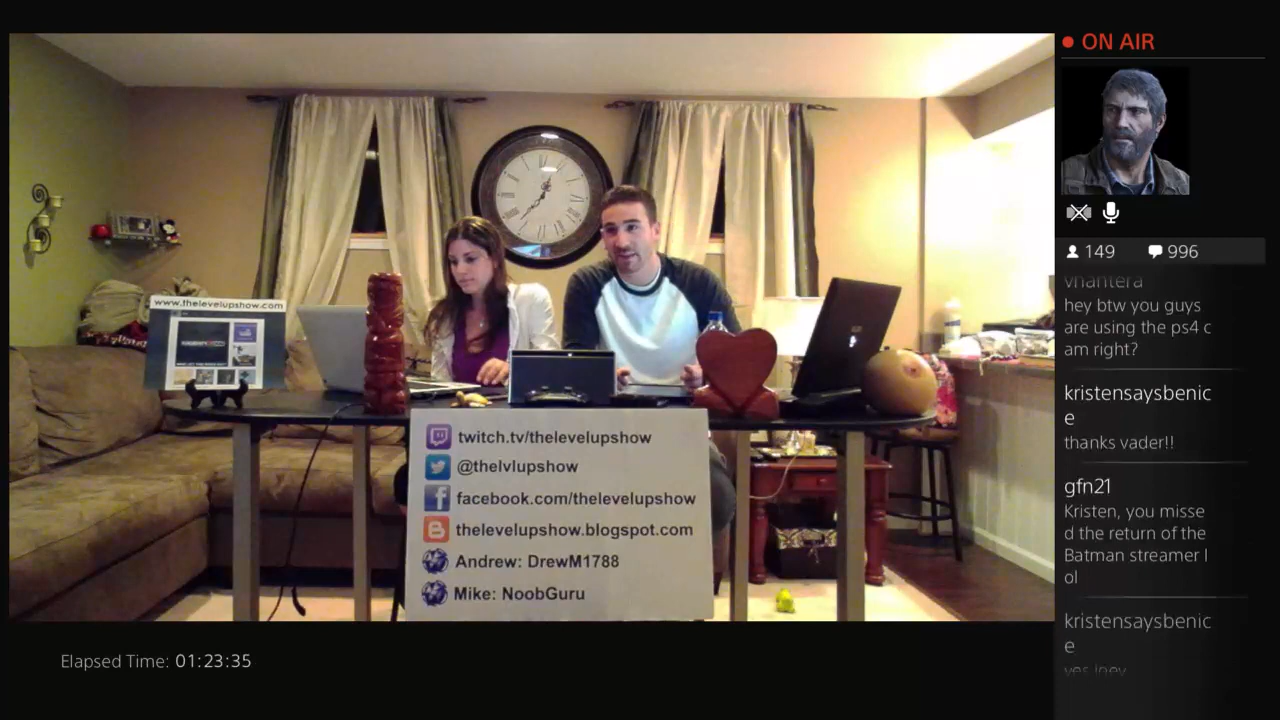 ON AIR
149
996
vhantera
hey btw you guys
are using the ps4 c
am right?
kristensaysbenic
e
thanks vader!!
gfn21
Kristen, you misse
d the return of the
Batman streamer l
ol
kristensaysbenic
e
www.thelevelupshow.com
twitch.tv/thelevelupshow
@thelvlupshow
facebook.com/thelevelupshow
thelevelupshow.blogspot.com
Andrew: DrewM1788
Mike: NoobGuru
Elapsed Time: 01:23:35